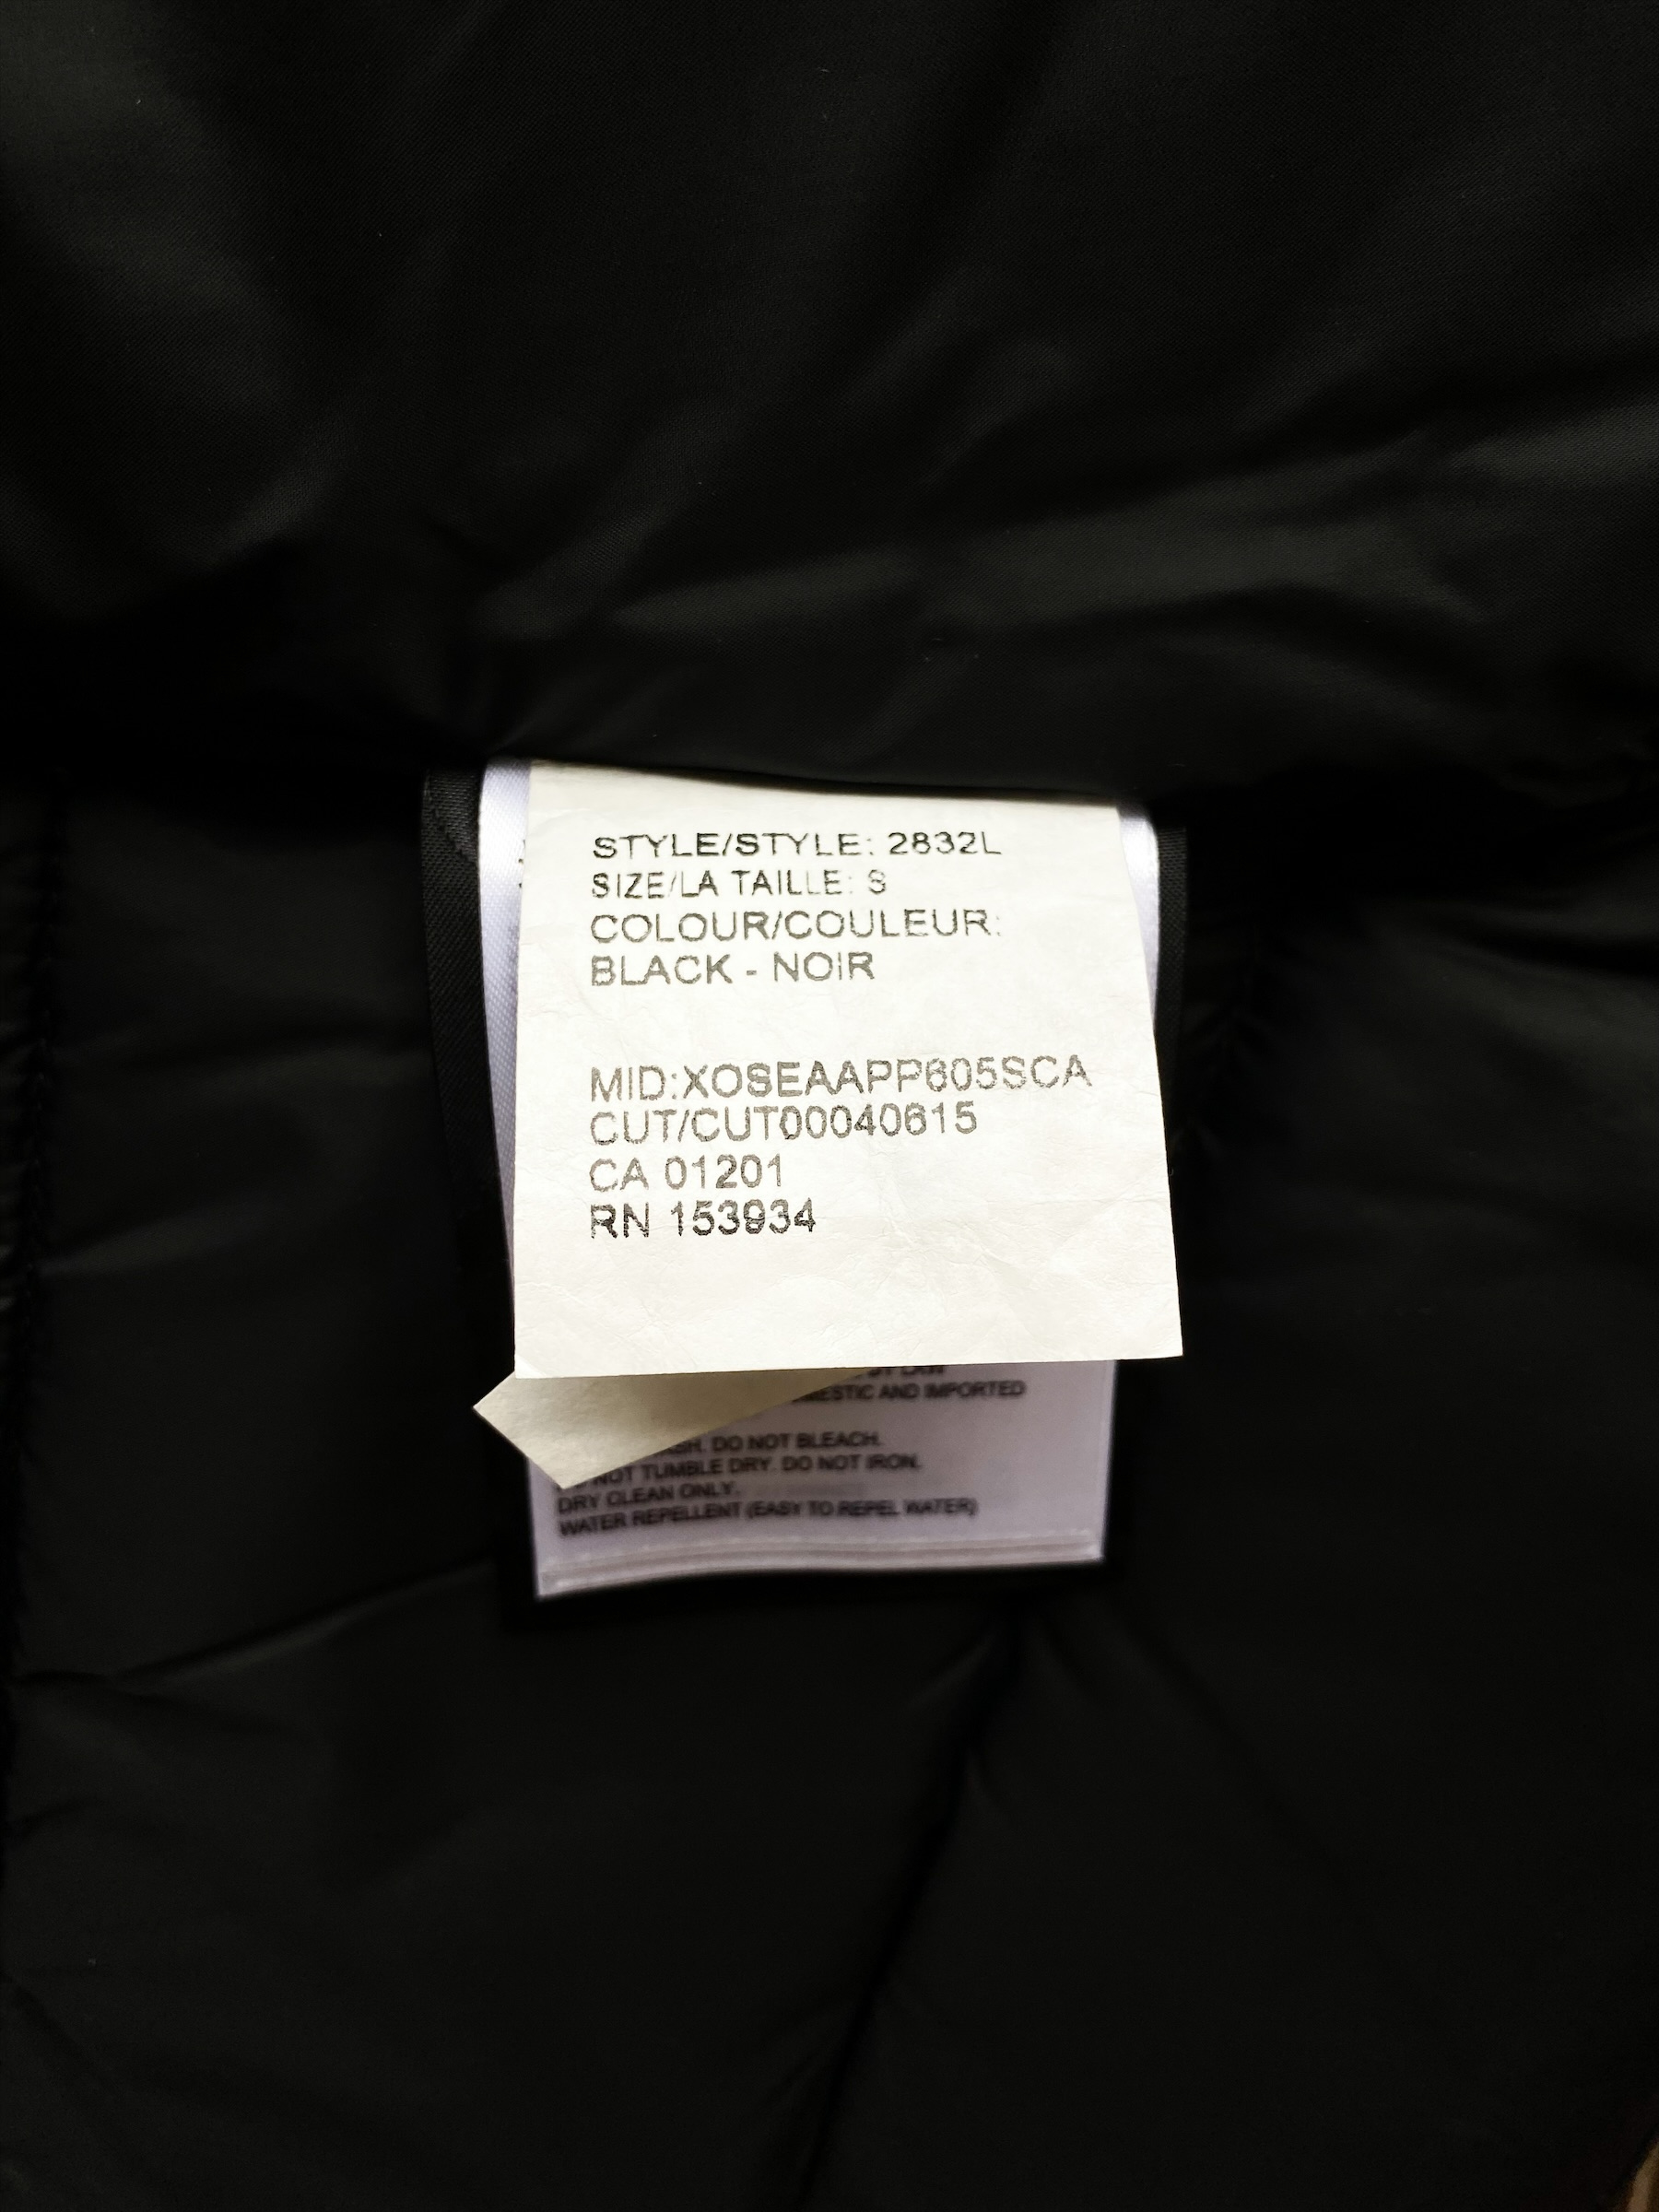 STYLE/STYLE: 2832L
SIZE/LA TAILLE: S
COLOUR/COULEUR:
BLACK - NOIR
MID:XOSEAAPP605SCA
CUT/CUT00040615
CA 01201
RN 153934
AND IMPORTED
DO NOT BLEACH.
NOT TUMBLE DRY. DO NOT IRON.
DRY CLEAN ONLY.
WATER REPELLENT (EASY TO REPEL WATER)